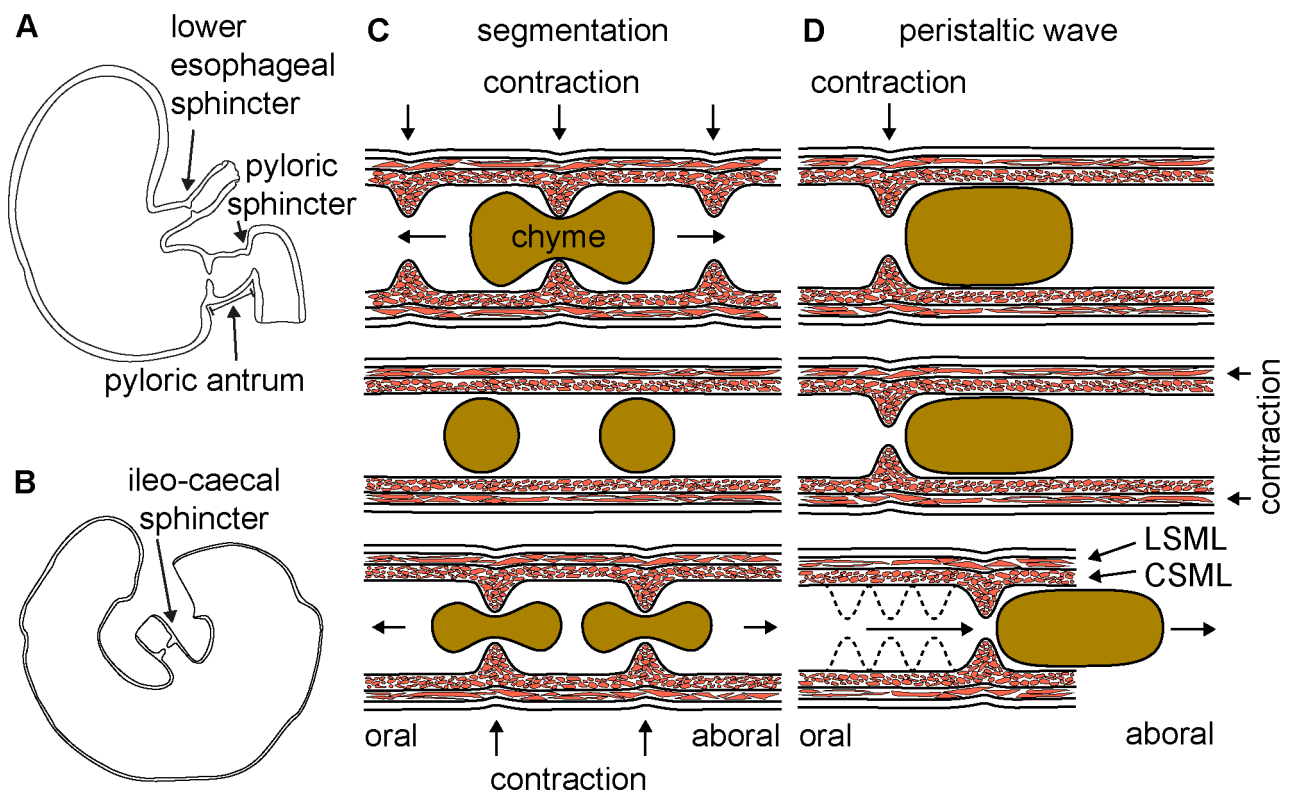 A
lower
esophageal
sphincter
pyloric
sphincter
pyloric antrum
B
ileo-caecal
sphincter
C
segmentation
contraction
chyme
oral
aboral
contraction
D
peristaltic wave
contraction
contraction
LSML
CSML
oral
aboral